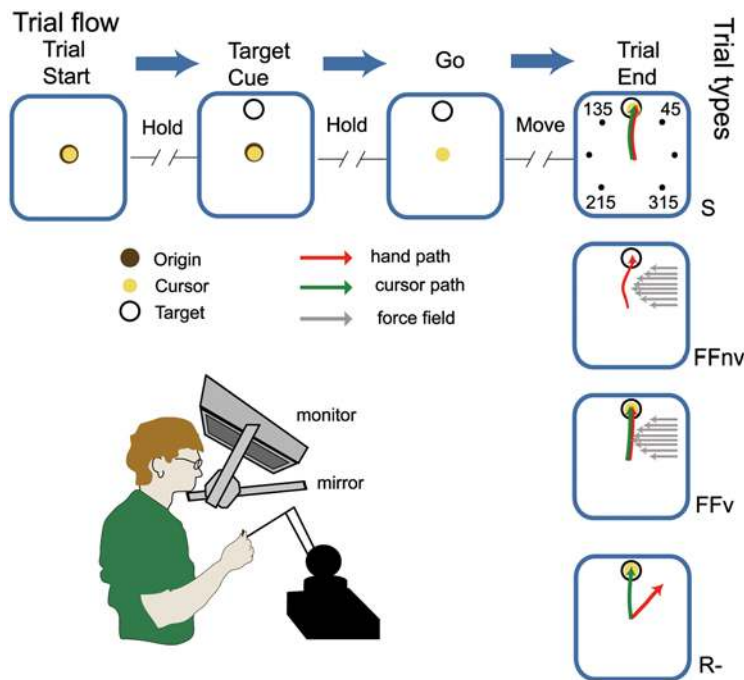 Trial flow
Trial
Start
Target
Cue
Go
Trial
End
Trial types
Hold
Hold
Move
135
45
215
315
S
Origin
Cursor
Target
hand path
cursor path
force field
FFnv
monitor
mirror
FFv
R-